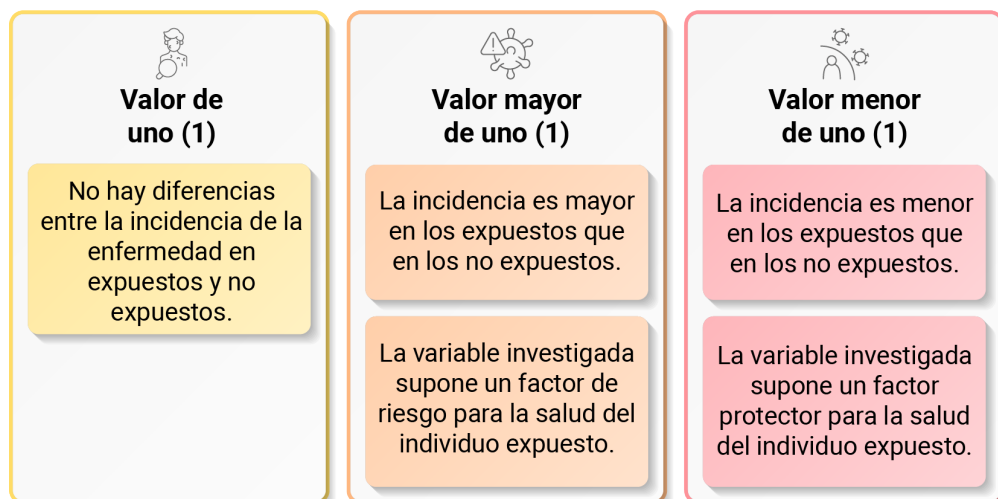 Valor de
uno (1)
No hay diferencias
entre la incidencia de la
enfermedad en
expuestos y no
expuestos.
Valor mayor
de uno (1)
La incidencia es mayor
en los expuestos que
en los no expuestos.
La variable investigada
supone un factor de
riesgo para la salud del
individuo expuesto.
Valor menor
de uno (1)
La incidencia es menor
en los expuestos que
en los no expuestos.
La variable investigada
supone un factor
protector para la salud
del individuo expuesto.